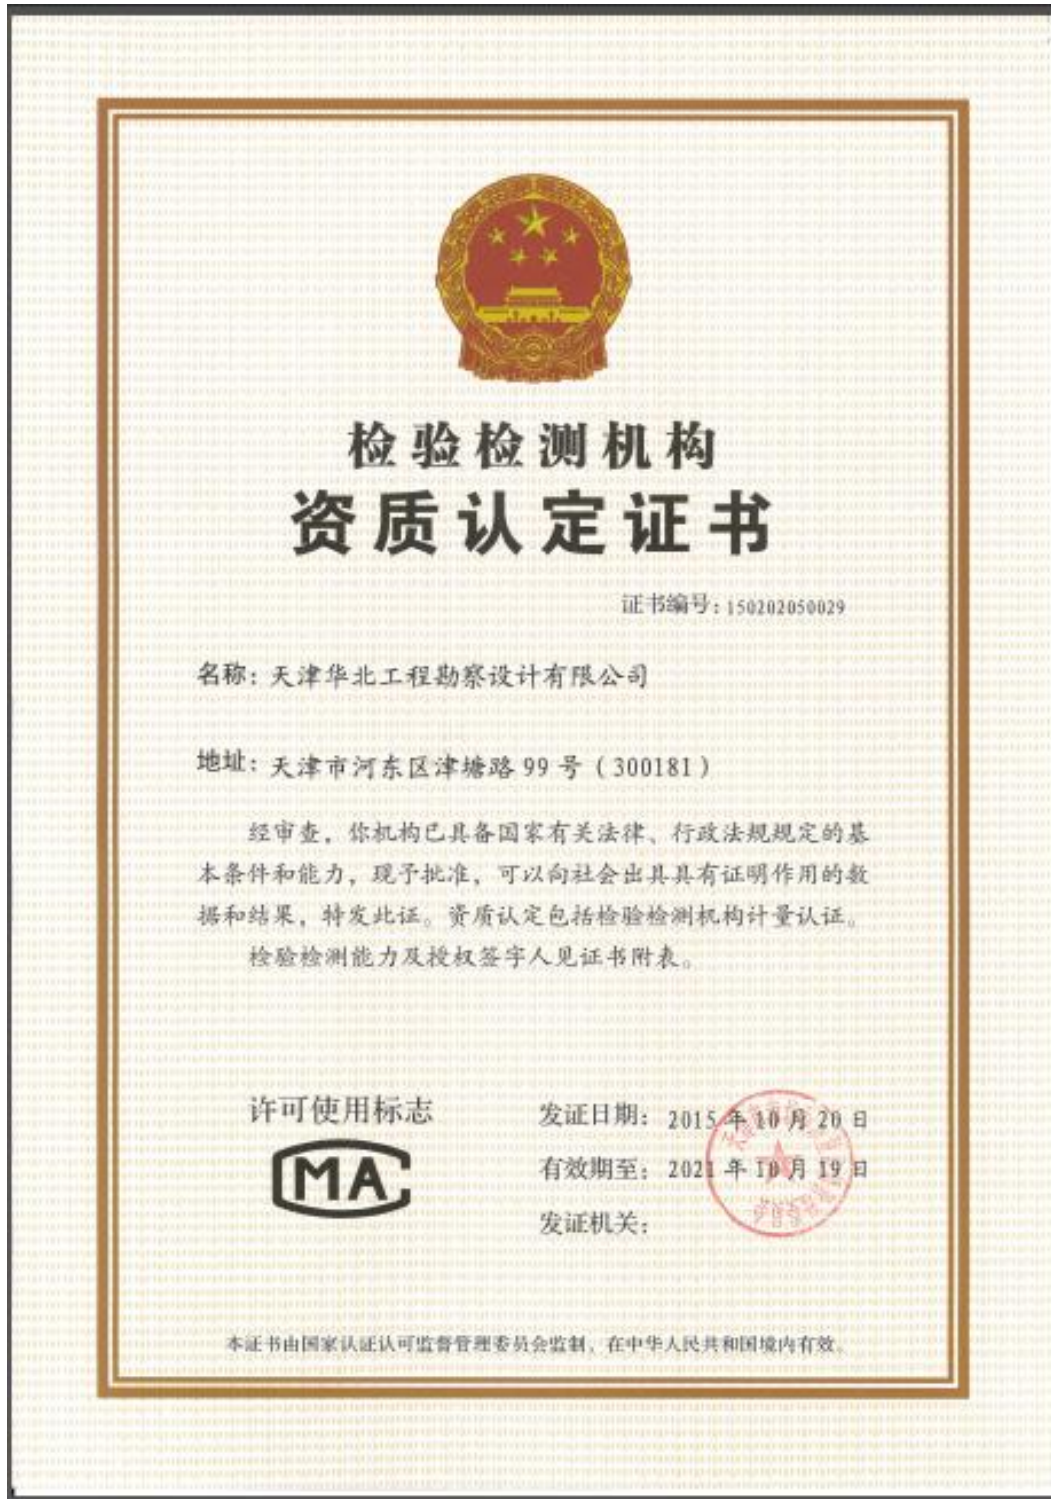 检验检测机构
资质认定证书
证书编号：150202050029
名称：天津华北工程勘察设计有限公司
地址：天津市河东区津塘路99号（300181）
经审查，你机构已具备国家有关法律、行政法规规定的基
本条件和能力，现予批准，可以向社会出具具有证明作用的数
据和结果，特发此证。资质认定包括检验检测机构计量认证。
检验检测能力及授权签字人见证书附表。
许可使用标志
MA
发证日期：2015年10月20日
有效期至：2021年10月19日
发证机关：
本证书由国家认证认可监督管理委员会监制，在中华人民共和国境内有效。